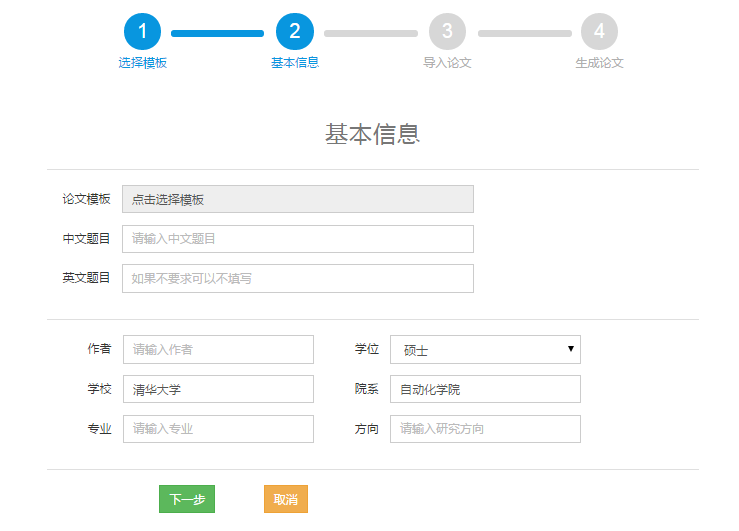 1 2 3 4
选择模板 基本信息 导入论文 生成论文
基本信息
论文模板 点击选择模板
中文题目 请输入中文题目
英文题目 如果不要求可以不填写
作者 请输入作者 学位 硕士
学校 清华大学 院系 自动化学院
专业 请输入专业 方向 请输入研究方向
下一步 取消